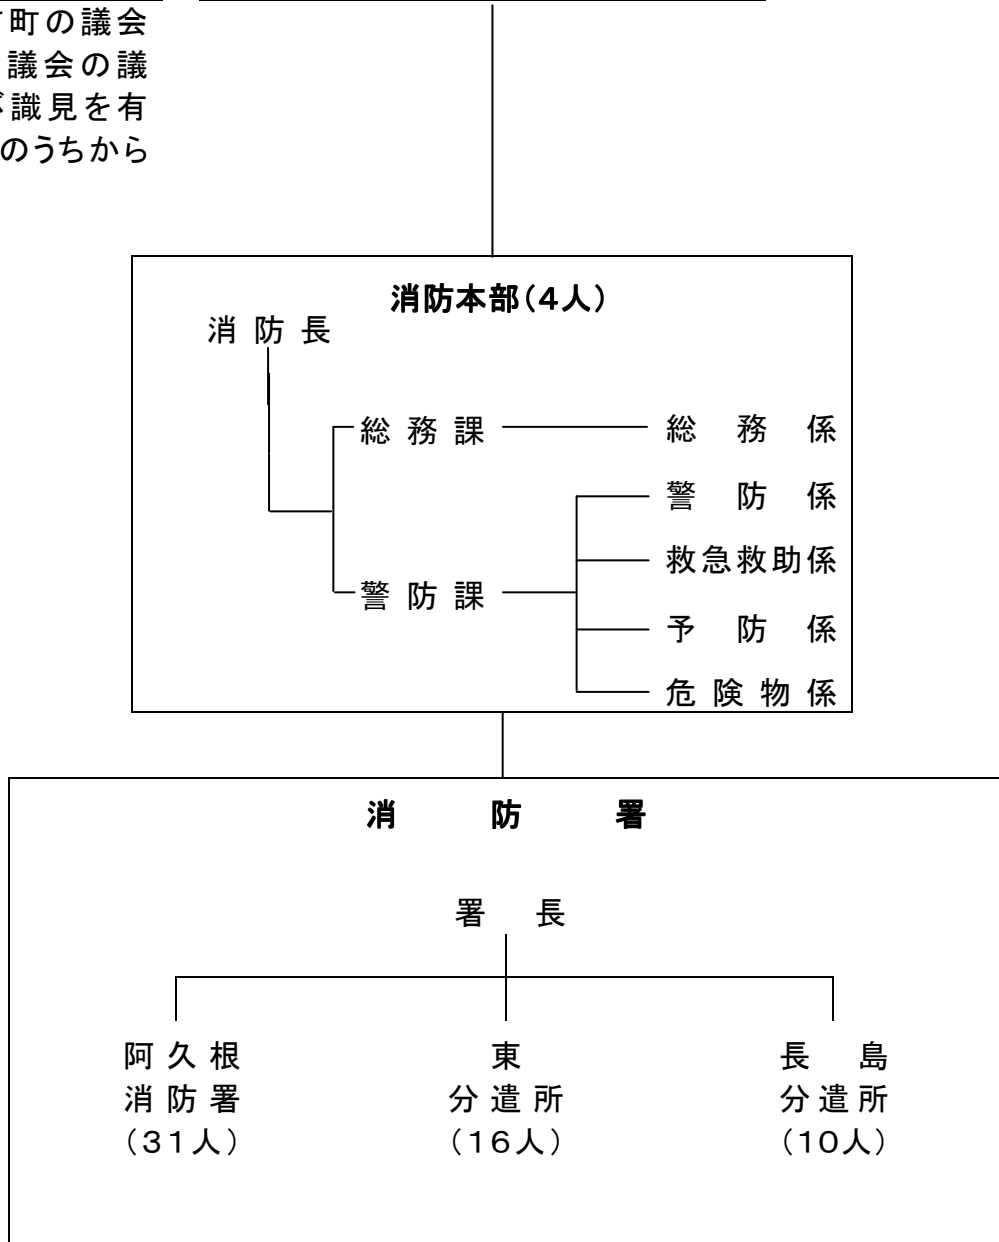 町の議会
議会の議
識見を有
のうちから
消防本部(4人)
消防長
総務課 総務係
警防係
救急救助係
警防課
予防係
危険物係
消防署
署長
阿久根 東 長島
消防署 分遣所 分遣所
(31人) (16人) (10人)